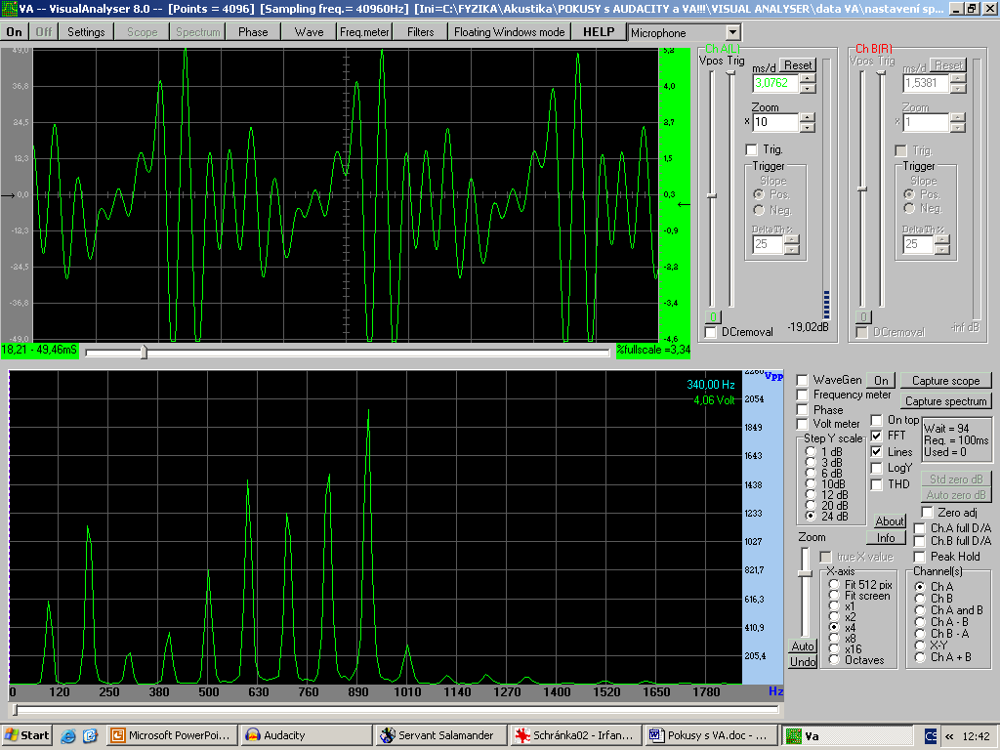 VA -- VisualAnalyser 8.0 -- [Points = 4096] [Sampling freq.= 40960Hz] [Ini=C:\FYZIKA\Akustika\POKUSY s AUDACITY a VA!!!\VISUAL ANALYSER\data VA\nastavení sp...
On Off Settings Scope Spectrum Phase Wave Freq.meter Filters Floating Windows mode HELP Microphone
49,0
36,8
24,5
18,3
0,0
-12,3
-24,5
-36,8
-49,0
4,0
2,7
1,5
0,3
-0,9
-2,2
-3,4
-4,6
18,21 - 49,46mS
%fullscale =3,34
Ch A(L)
Vpos Trig
ms/d Reset
3,0762
Zoom
x 10
Trig.
Trigger
Slope
Pos.
Neg.
DeltaTh%
25
0
-19,02dB
DCremoval
Ch B(R)
Vpos Trig
ms/d Reset
1,5381
Zoom
x 1
Trig.
Trigger
Slope
Pos.
Neg.
DeltaTh%
25
0
-inf dB
DCremoval
340,00 Hz
4,06 Volt
2260
Vpp
2054
1849
1643
1438
1233
1027
821,7
616,3
410,9
205,4
0 120 250 380 500 630 760 890 1010 1140 1270 1400 1520 1650 1780 Hz
WaveGen On Capture scope
Frequency meter Capture spectrum
Phase
Volt meter
On top
FFT
Lines
LogY
THD
Wait = 94
Req. = 100ms
Used = 0
Step Y scale
1 dB
3 dB
6 dB
10dB
12 dB
20 dB
24 dB
Std zero dB
Auto zero dB
Zero adj
About
Info
Ch.A full D/A
Ch.B full D/A
Peak Hold
Zoom
true X value
X-axis
Fit 512 pix
Fit screen
x1
x2
x4
x8
x16
Octaves
Auto
Undo
Channel(s)
Ch A
Ch B
Ch A and B
Ch A - B
Ch B - A
X-Y
Ch A + B
Start Microsoft PowerPoi... Audacity Servant Salamander Schránka02 - Irfan... Pokusy s VA.doc - ... Va CS « 12:42